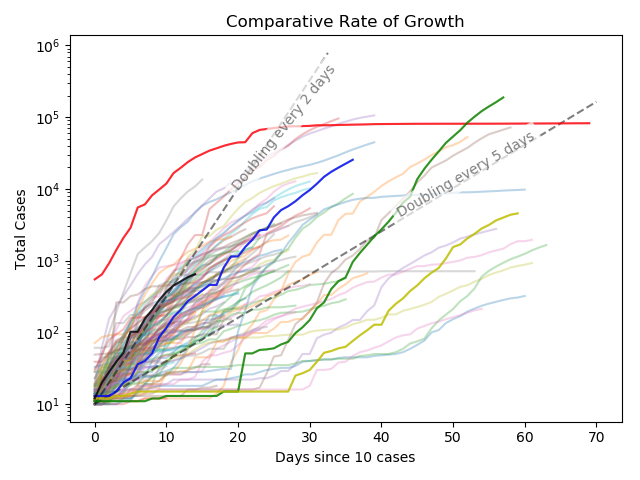 Comparative Rate of Growth
Total Cases
10⁶
10⁵
10⁴
10³
10²
10¹
Doubling every 2 days
Doubling every 5 days
0 10 20 30 40 50 60 70
Days since 10 cases